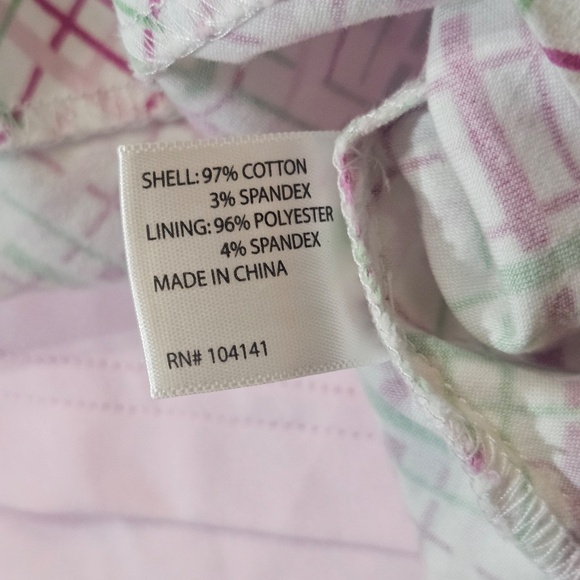 SHELL: 97% COTTON
3% SPANDEX
LINING: 96% POLYESTER
4% SPANDEX
MADE IN CHINA
RN# 104141